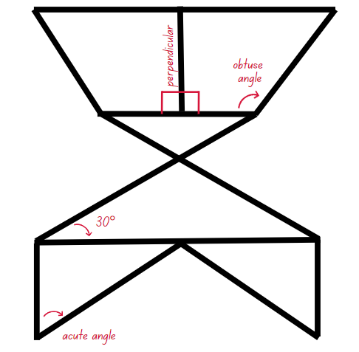 perpendicular
obtuse
angle
30°
acute angle